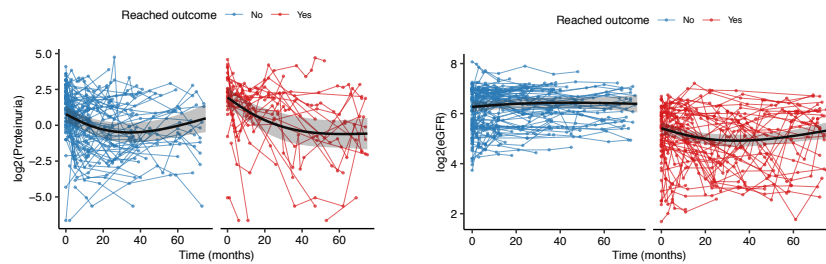 Reached outcome No Yes
5.0
2.5
0.0
−2.5
−5.0
log2(Proteinuria)
0 20 40 60 0 20 40 60
Time (months)
Reached outcome No Yes
8
6
4
2
log2(eGFR)
0 20 40 60 0 20 40 60
Time (months)